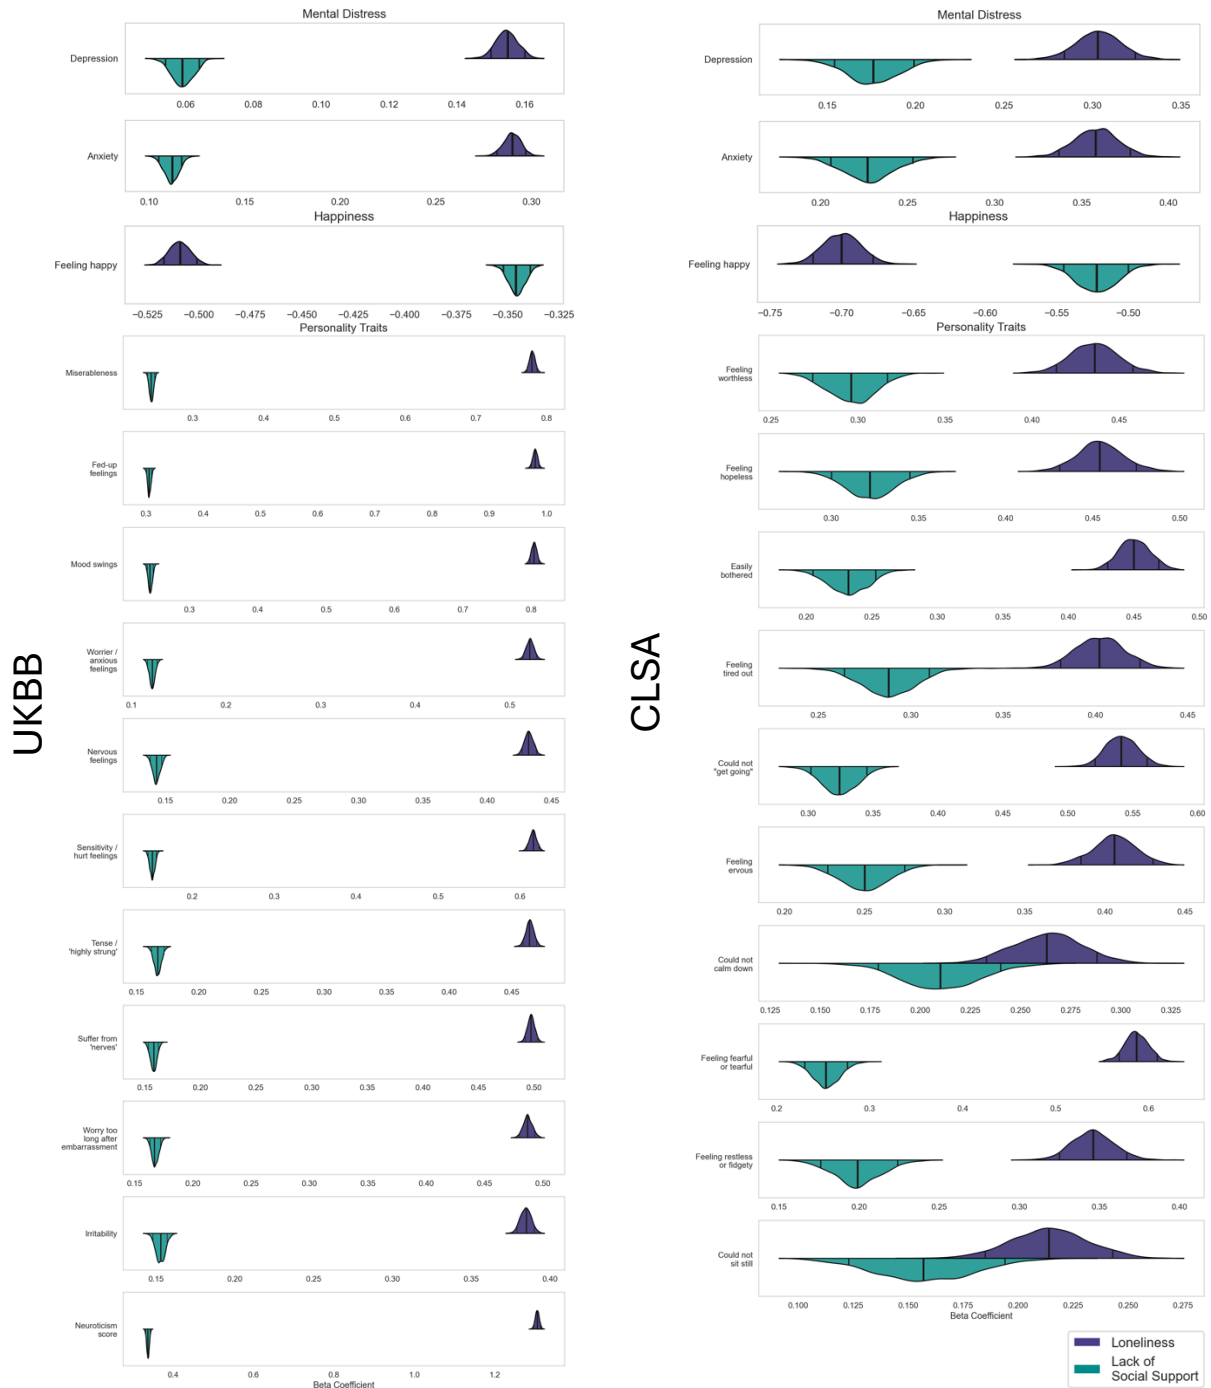 UKBB
Mental Distress
Depression
0.06 0.08 0.10 0.12 0.14 0.16
Anxiety
0.10 0.15 0.20 0.25 0.30
Happiness
Feeling happy
−0.525 −0.500 −0.475 −0.450 −0.425 −0.400 −0.375 −0.350 −0.325
Personality Traits
Miserableness
0.3 0.4 0.5 0.6 0.7 0.8
Fed-up
feelings
0.3 0.4 0.5 0.6 0.7 0.8 0.9 1.0
Mood swings
0.3 0.4 0.5 0.6 0.7 0.8
Worrier /
anxious
feelings
0.1 0.2 0.3 0.4 0.5
Nervous
feelings
0.15 0.20 0.25 0.30 0.35 0.40 0.45
Sensitivity /
hurt feelings
0.2 0.3 0.4 0.5 0.6
Tense /
'highly strung'
0.15 0.20 0.25 0.30 0.35 0.40 0.45
Suffer from
'nerves'
0.15 0.20 0.25 0.30 0.35 0.40 0.45 0.50
Worry too
long after
embarrassment
0.15 0.20 0.25 0.30 0.35 0.40 0.45 0.50
Irritability
0.15 0.20 0.25 0.30 0.35 0.40
Neuroticism
score
0.4 0.6 0.8 1.0 1.2
Beta Coefficient
CLSA
Mental Distress
Depression
0.15 0.20 0.25 0.30 0.35
Anxiety
0.20 0.25 0.30 0.35 0.40
Happiness
Feeling happy
−0.75 −0.70 −0.65 −0.60 −0.55 −0.50
Personality Traits
Feeling
worthless
0.25 0.30 0.35 0.40 0.45
Feeling
hopeless
0.30 0.35 0.40 0.45 0.50
Easily
bothered
0.20 0.25 0.30 0.35 0.40 0.45 0.50
Feeling
tired out
0.25 0.30 0.35 0.40 0.45
Could not
"get going"
0.30 0.35 0.40 0.45 0.50 0.55 0.60
Feeling
ervous
0.20 0.25 0.30 0.35 0.40 0.45
Could not
calm down
0.125 0.150 0.175 0.200 0.225 0.250 0.275 0.300 0.325
Feeling fearful
or tearful
0.2 0.3 0.4 0.5 0.6
Feeling restless
or fidgety
0.15 0.20 0.25 0.30 0.35 0.40
Could not
sit still
0.100 0.125 0.150 0.175 0.200 0.225 0.250 0.275
Beta Coefficient
Loneliness
Lack of
Social Support